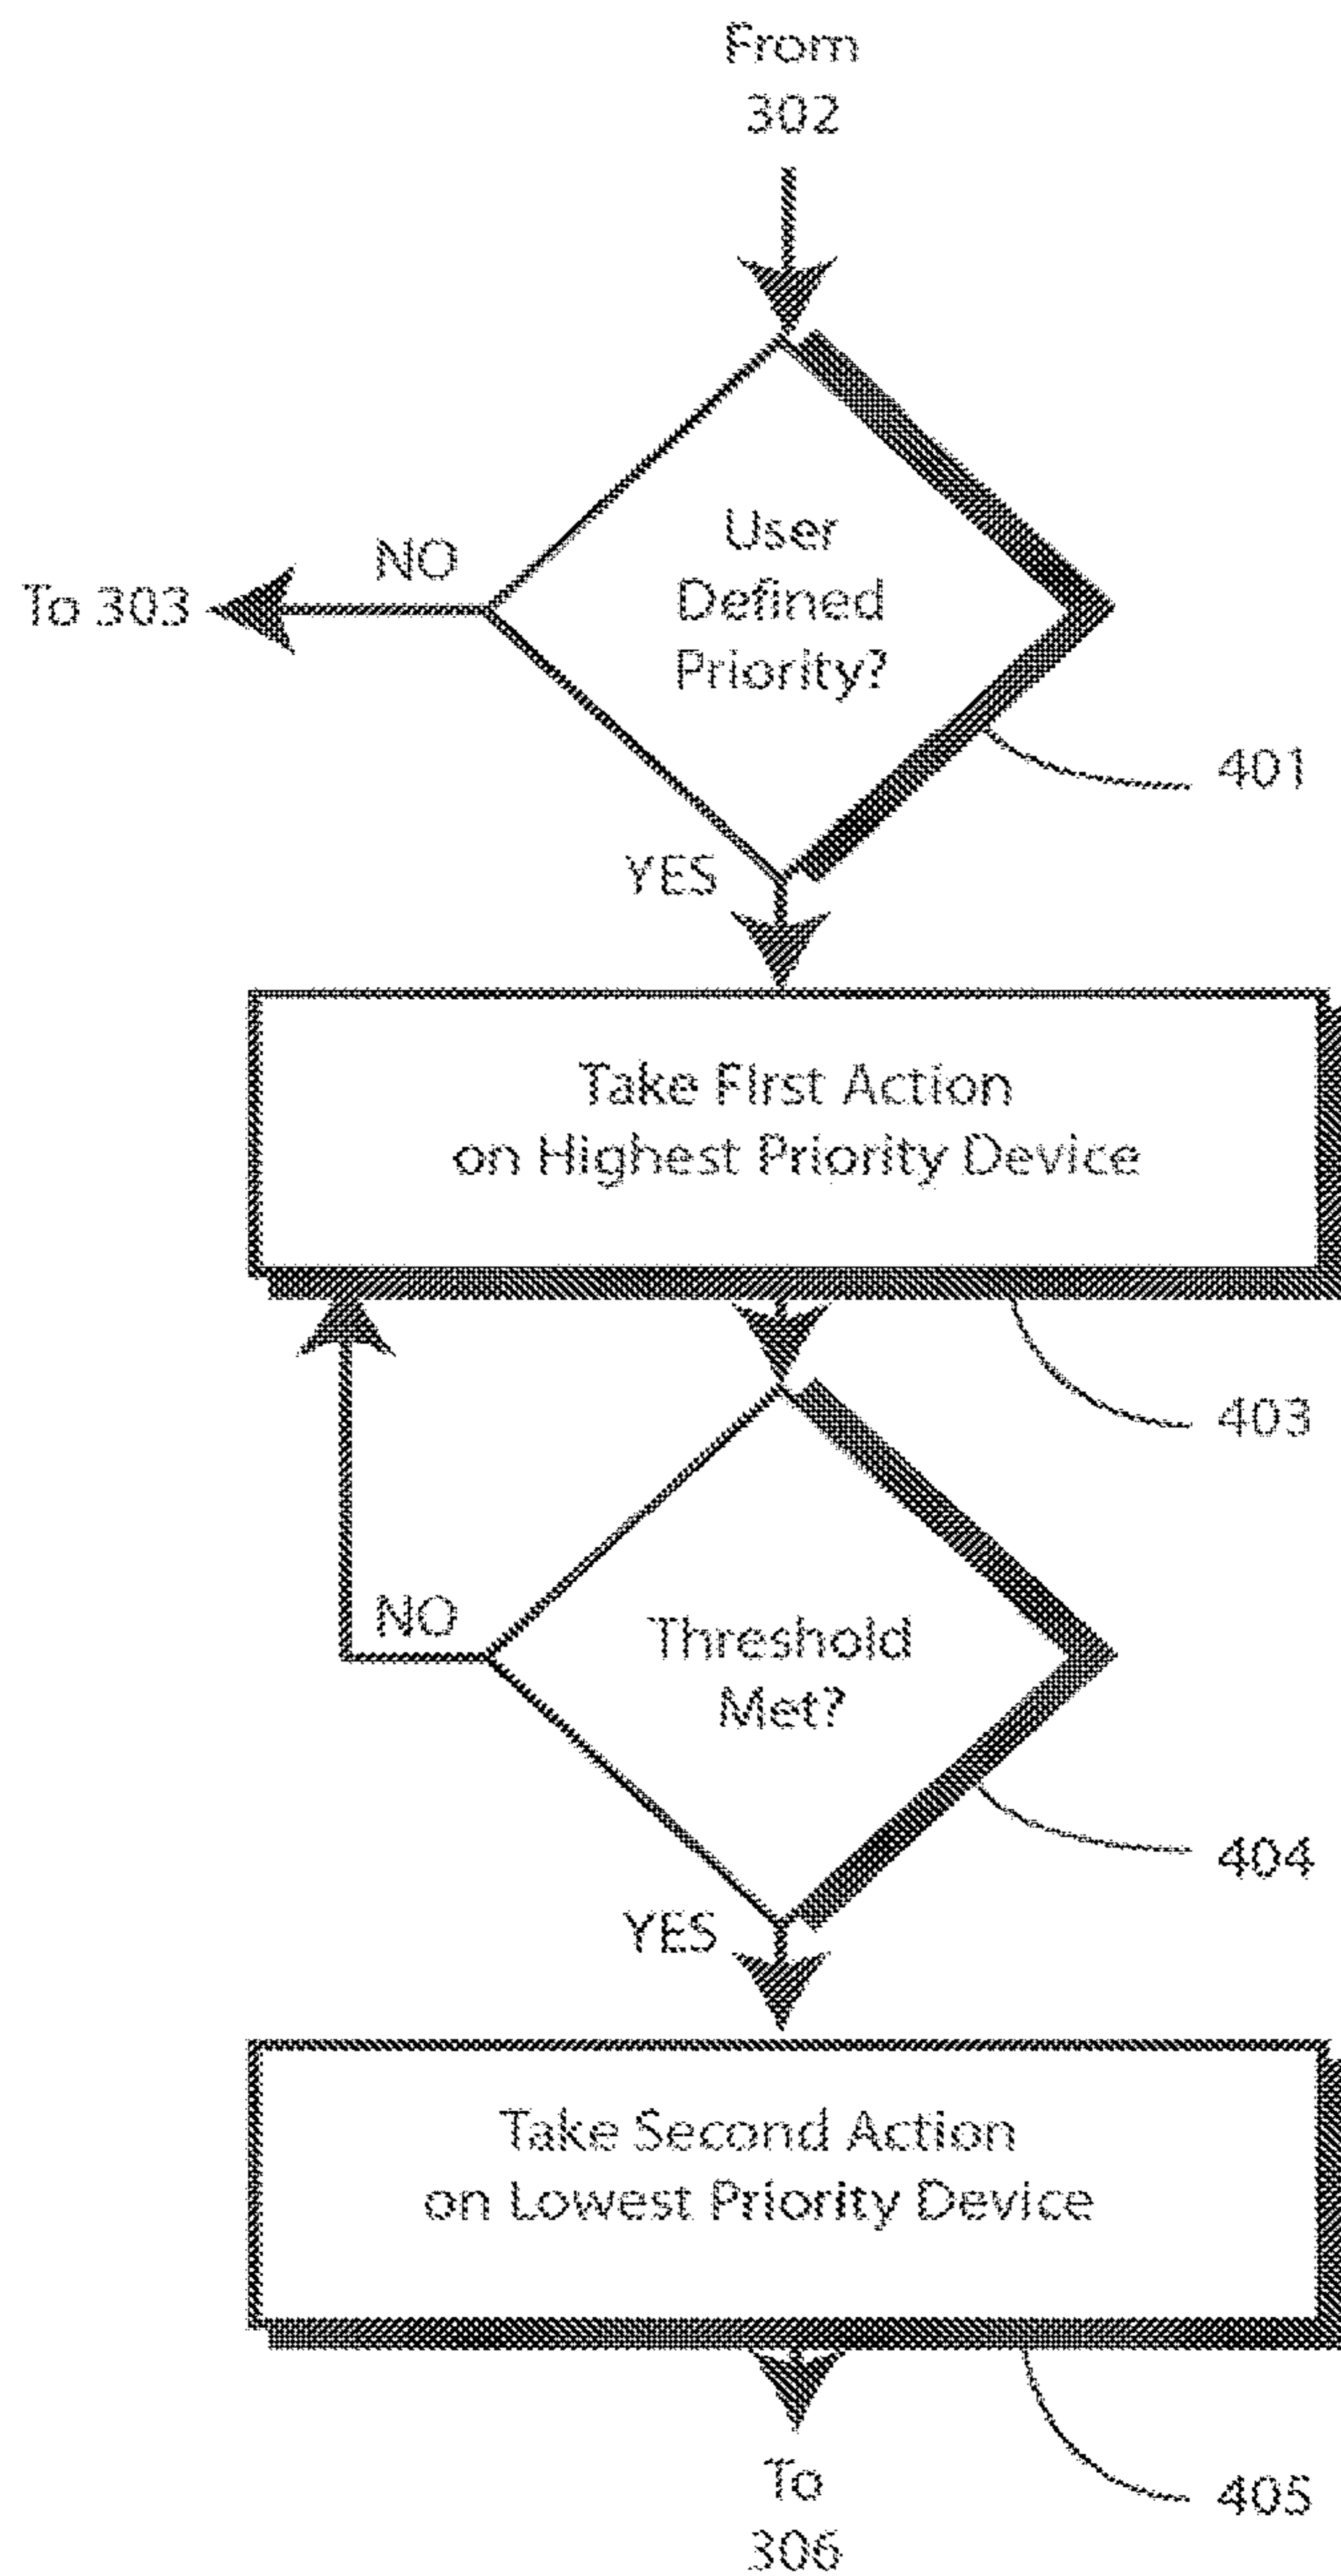 From
302
User
Defined
Priority?
NO
To 303
401
YES
Take FIrst Action
on Highest Priority Device
403
NO
Threshold
Met?
404
YES
Take Second Action
on Lowest Priority Device
To
306
405